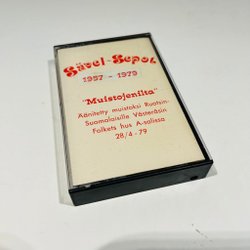 Sävel-Sepot
1957 - 1979
"Muistojenilta"
Äänitetty muistoksi Ruotsin-
Suomalaisille Västeråsin
Folkets hus A-salissa
28/4-79